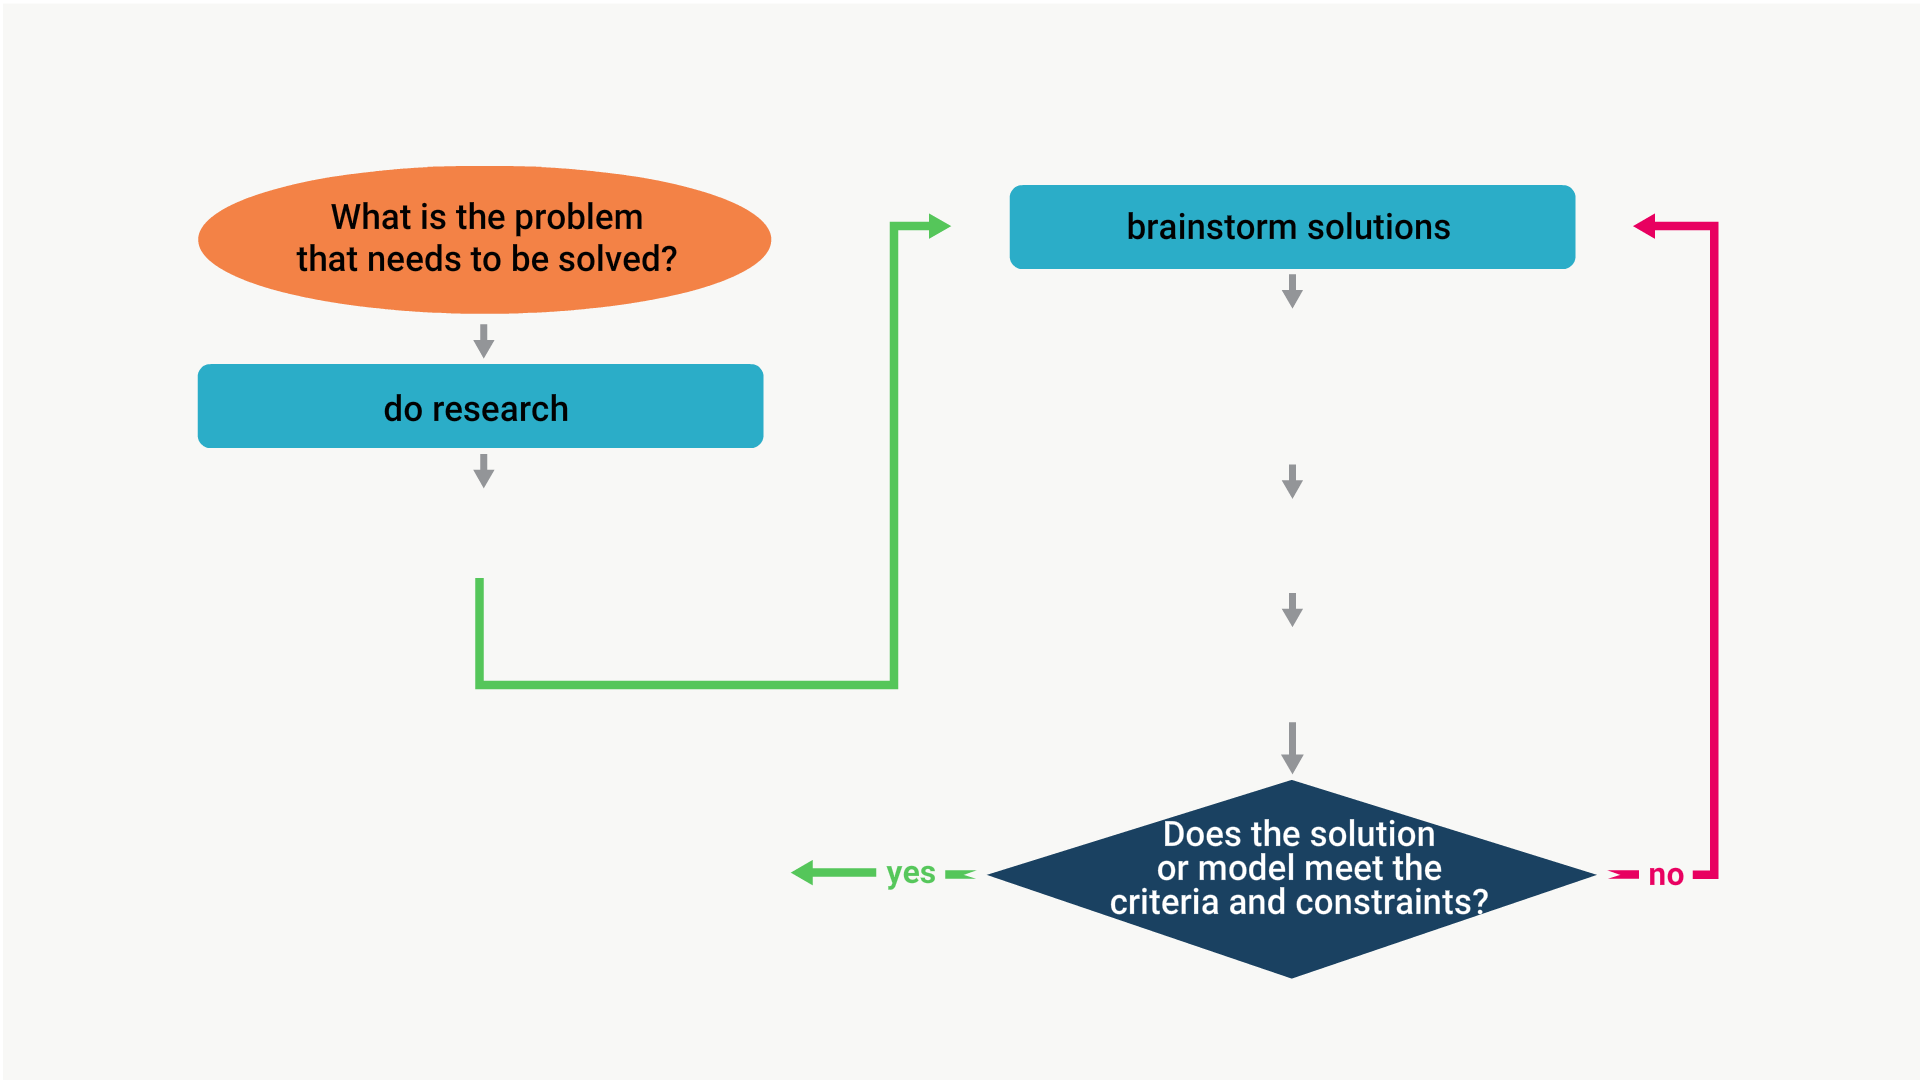 What is the problem
that needs to be solved?
do research
brainstorm solutions
Does the solution
or model meet the
criteria and constraints?
yes
no